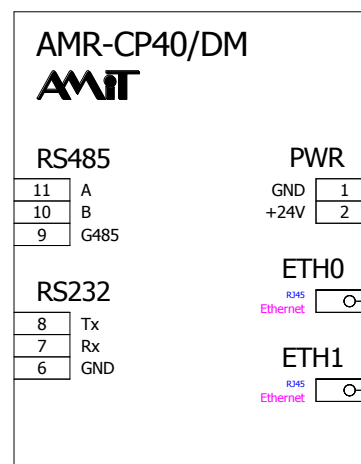 AMR-CP40/DM
AMiT
RS485
11 A
10 B
9 G485
PWR
GND 1
+24V 2
ETH0
RJ45
Ethernet
RS232
8 Tx
7 Rx
6 GND
ETH1
RJ45
Ethernet